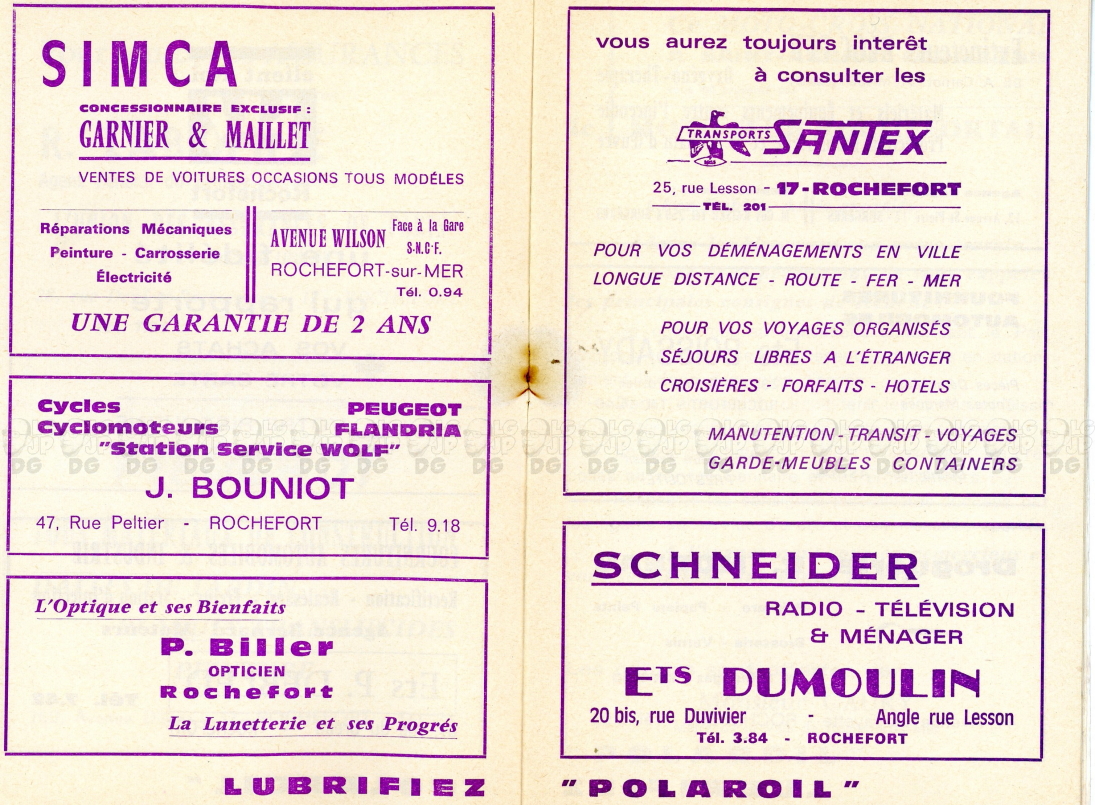 SIMCA
CONCESSIONNAIRE EXCLUSIF :
GARNIER & MAILLET
VENTES DE VOITURES OCCASIONS TOUS MODÉLES
Réparations Mécaniques
Peinture - Carrosserie
Électricité
AVENUE WILSON Face à la Gare S.N.C.F.
ROCHEFORT-sur-MER
Tél. 0.94
UNE GARANTIE DE 2 ANS
Cycles PEUGEOT
Cyclomoteurs FLANDRIA
"Station Service WOLF"
J. BOUNIOT
47, Rue Peltier - ROCHEFORT Tél. 9.18
L'Optique et ses Bienfaits
P. Biller
OPTICIEN
Rochefort
La Lunetterie et ses Progrés
vous aurez toujours interêt
à consulter les
TRANSPORTS SANTEX
25, rue Lesson - 17-ROCHEFORT
TÉL. 201
POUR VOS DÉMÉNAGEMENTS EN VILLE
LONGUE DISTANCE - ROUTE - FER - MER
POUR VOS VOYAGES ORGANISÉS
SÉJOURS LIBRES A L'ÉTRANGER
CROISIÈRES - FORFAITS - HOTELS
MANUTENTION - TRANSIT - VOYAGES
GARDE-MEUBLES CONTAINERS
SCHNEIDER
RADIO - TÉLÉVISION
& MÉNAGER
ETS DUMOULIN
20 bis, rue Duvivier - Angle rue Lesson
Tél. 3.84 - ROCHEFORT
LUBRIFIEZ "POLAROIL"